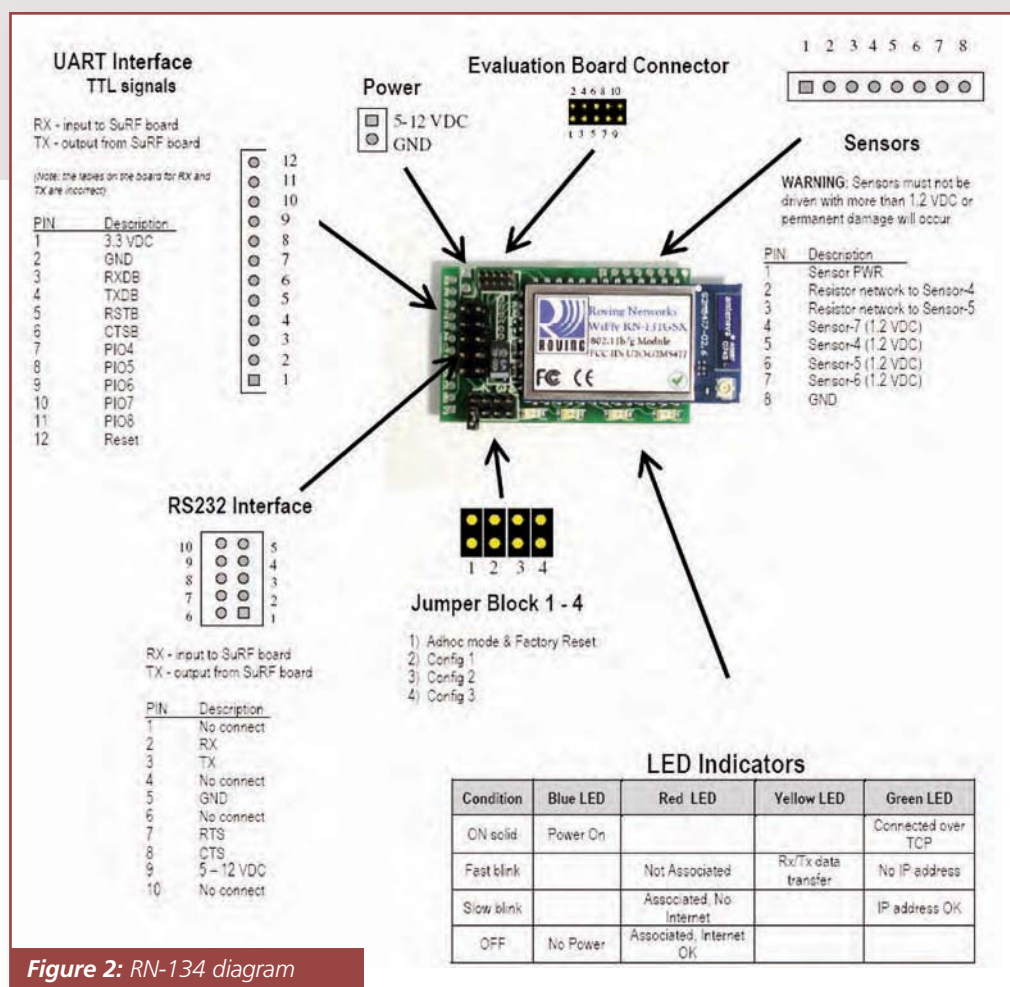 UART Interface
TTL signals
RX - input to SuRF board
TX - output from SuRF board
(Note: the lables on the board for RX and
TX are incorrect)
PIN Description
1 3.3 VDC
2 GND
3 RXDB
4 TXDB
5 RSTB
6 CTSB
7 PIO4
8 PIO5
9 PIO6
10 PIO7
11 PIO8
12 Reset
12
11
10
9
8
7
6
5
4
3
2
1
Power
5-12 VDC
GND
Evaluation Board Connector
2 4 6 8 10
1 3 5 7 9
1 2 3 4 5 6 7 8
Sensors
WARNING: Sensors must not be
driven with more than 1.2 VDC or
permanent damage will occur
PIN Description
1 Sensor PWR
2 Resistor network to Sensor-4
3 Resistor network to Sensor-5
4 Sensor-7 (1.2 VDC)
5 Sensor-4 (1.2 VDC)
6 Sensor-5 (1.2 VDC)
7 Sensor-6 (1.2 VDC)
8 GND
ROVING
Roving Networks
WiFly RN-131GSX
802.11b/g Module
FC CE
antenova
RS232 Interface
10 5
9 4
8 3
7 2
6 1
RX - input to SuRF board
TX - output from SuRF board
PIN Description
1 No connect
2 RX
3 TX
4 No connect
5 GND
6 No connect
7 RTS
8 CTS
9 5 – 12 VDC
10 No connect
1 2 3 4
Jumper Block 1 - 4
1) Adhoc mode & Factory Reset
2) Config 1
3) Config 2
4) Config 3
LED Indicators
Condition Blue LED Red LED Yellow LED Green LED
ON solid Power On Connected over TCP
Fast blink Not Associated Rx/Tx data transfer No IP address
Slow blink Associated, No Internet IP address OK
OFF No Power Associated, Internet OK
Figure 2: RN-134 diagram